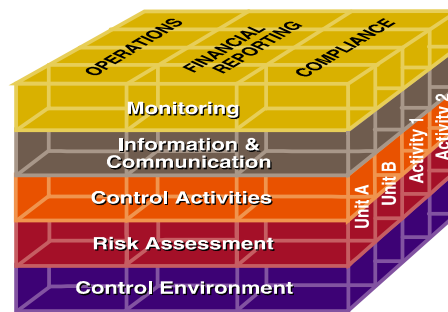 OPERATIONS
FINANCIAL
REPORTING
COMPLIANCE
Monitoring
Information &
Communication
Control Activities
Risk Assessment
Control Environment
Unit A
Unit B
Activity 1
Activity 2